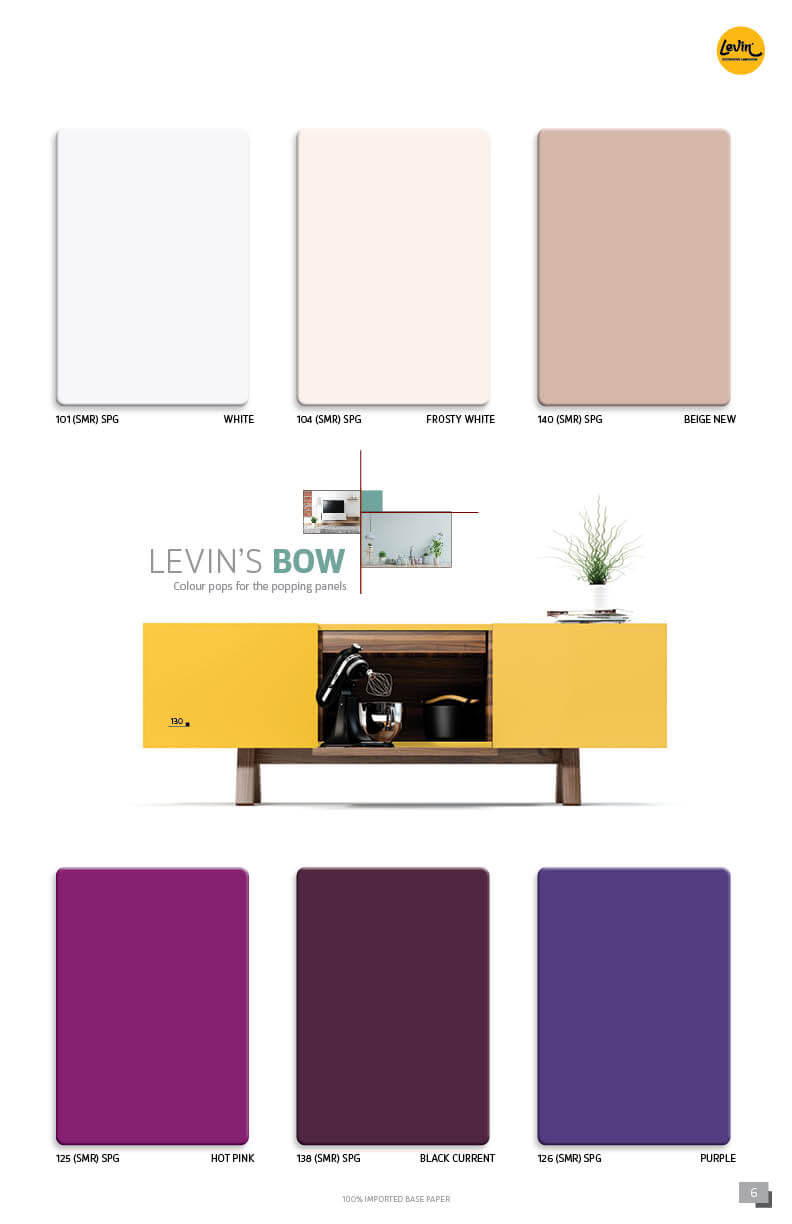 Levin
DECORATIVE LAMINATES
101 (SMR) SPG WHITE
104 (SMR) SPG FROSTY WHITE
140 (SMR) SPG BEIGE NEW
LEVIN'S BOW
Colour pops for the popping panels
130
125 (SMR) SPG HOT PINK
138 (SMR) SPG BLACK CURRENT
126 (SMR) SPG PURPLE
100% IMPORTED BASE PAPER
6